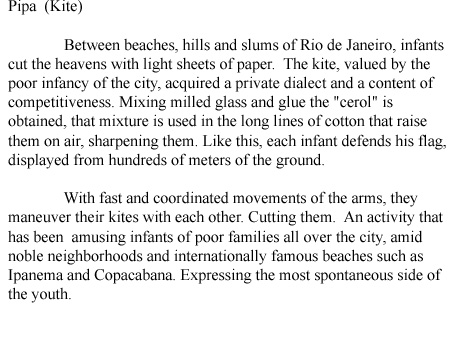 Pipa  (Kite)
Between beaches, hills and slums of Rio de Janeiro, infants
cut the heavens with light sheets of paper.  The kite, valued by the
poor infancy of the city, acquired a private dialect and a content of
competitiveness. Mixing milled glass and glue the "cerol" is
obtained, that mixture is used in the long lines of cotton that raise
them on air, sharpening them. Like this, each infant defends his flag,
displayed from hundreds of meters of the ground.
With fast and coordinated movements of the arms, they
maneuver their kites with each other. Cutting them.  An activity that
has been  amusing infants of poor families all over the city, amid
noble neighborhoods and internationally famous beaches such as
Ipanema and Copacabana. Expressing the most spontaneous side of
the youth.